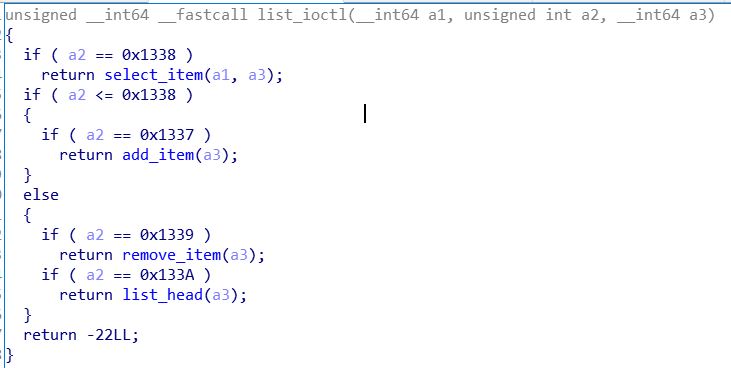 unsigned __int64 __fastcall list_ioctl(__int64 a1, unsigned int a2, __int64 a3)
{
  if ( a2 == 0x1338 )
    return select_item(a1, a3);
  if ( a2 <= 0x1338 )
  {
    if ( a2 == 0x1337 )
      return add_item(a3);
  }
  else
  {
    if ( a2 == 0x1339 )
      return remove_item(a3);
    if ( a2 == 0x133A )
      return list_head(a3);
  }
  return -22LL;
}